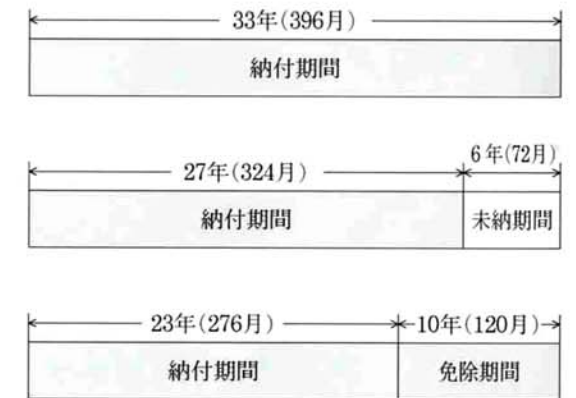 33年(396月)
納付期間
27年(324月)
6年(72月)
納付期間
未納期間
23年(276月)
10年(120月)
納付期間
免除期間